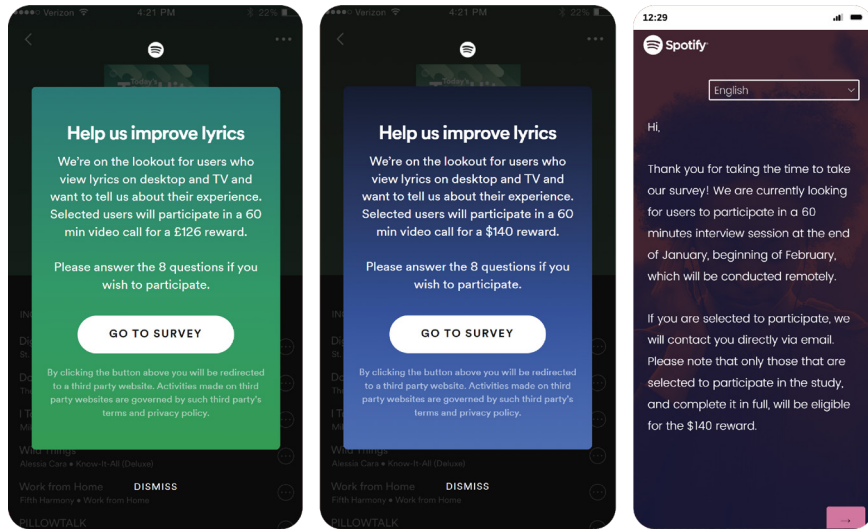 Verizon 4:21 PM 22%
Today's
Help us improve lyrics
We're on the lookout for users who
view lyrics on desktop and TV and
want to tell us about their experience.
Selected users will participate in a 60
min video call for a £126 reward.
Please answer the 8 questions if you
wish to participate.
GO TO SURVEY
By clicking the button above you will be redirected
to a third party website. Activities made on third
party websites are governed by such third party's
terms and privacy policy.
Wild Things
Alessia Cara • Know-It-All (Deluxe)
Work from Home
DISMISS
Fifth Harmony • Work from Home
PILLOWTALK
Verizon 4:21 PM 22%
Today's
Help us improve lyrics
We're on the lookout for users who
view lyrics on desktop and TV and
want to tell us about their experience.
Selected users will participate in a 60
min video call for a $140 reward.
Please answer the 8 questions if you
wish to participate.
GO TO SURVEY
By clicking the button above you will be redirected
to a third party website. Activities made on third
party websites are governed by such third party's
terms and privacy policy.
Wild Things
Alessia Cara • Know-It-All (Deluxe)
Work from Home
DISMISS
Fifth Harmony • Work from Home
PILLOWTALK
12:29
Spotify
English
Hi,
Thank you for taking the time to take
our survey! We are currently looking
for users to participate in a 60
minutes interview session at the end
of January, beginning of February,
which will be conducted remotely.
If you are selected to participate, we
will contact you directly via email.
Please note that only those that are
selected to participate in the study,
and complete it in full, will be eligible
for the $140 reward.